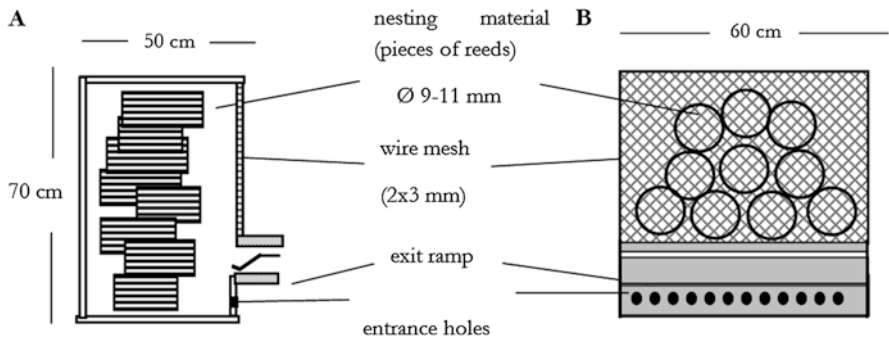 A
50 cm
70 cm
nesting material
(pieces of reeds)
Ø 9-11 mm
wire mesh
(2x3 mm)
exit ramp
entrance holes
B
60 cm